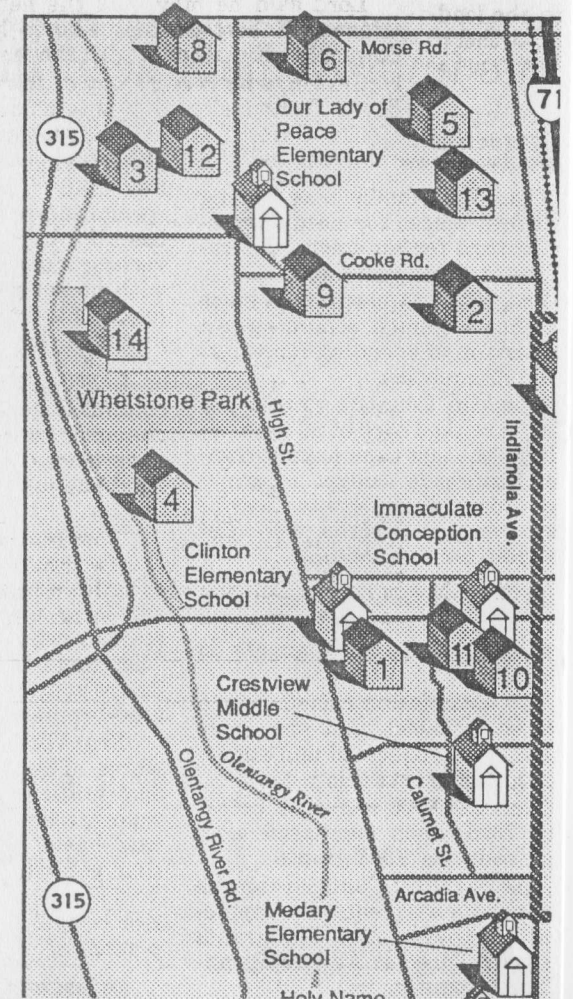 8
6
Morse Rd.
71
315
Our Lady of
Peace
Elementary
School
5
3
12
13
Cooke Rd.
9
2
14
Whetstone Park
High St.
Indianola Ave.
4
Immaculate
Conception
School
Clinton
Elementary
School
1
11
10
Crestview
Middle
School
Olentangy River
Olentangy River Rd.
Calumet St.
315
Arcadia Ave.
Medary
Elementary
School
Holy Name